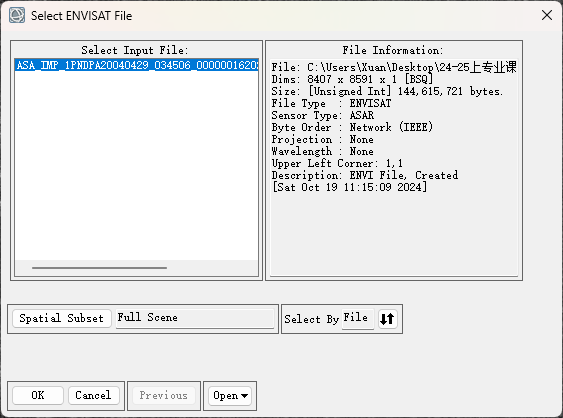 Select ENVISAT File
Select Input File:
ASA_IMP_1PNDPA20040429_034506_0000001620
File Information:
File: C:\Users\Xuan\Desktop\24-25上专业课
Dims: 8407 x 8591 x 1 [BSQ]
Size: [Unsigned Int] 144,615,721 bytes.
File Type : ENVISAT
Sensor Type: ASAR
Byte Order : Network (IEEE)
Projection : None
Wavelength : None
Upper Left Corner: 1,1
Description: ENVI File, Created
[Sat Oct 19 11:15:09 2024]
Spatial Subset
Full Scene
Select By File
OK
Cancel
Previous
Open